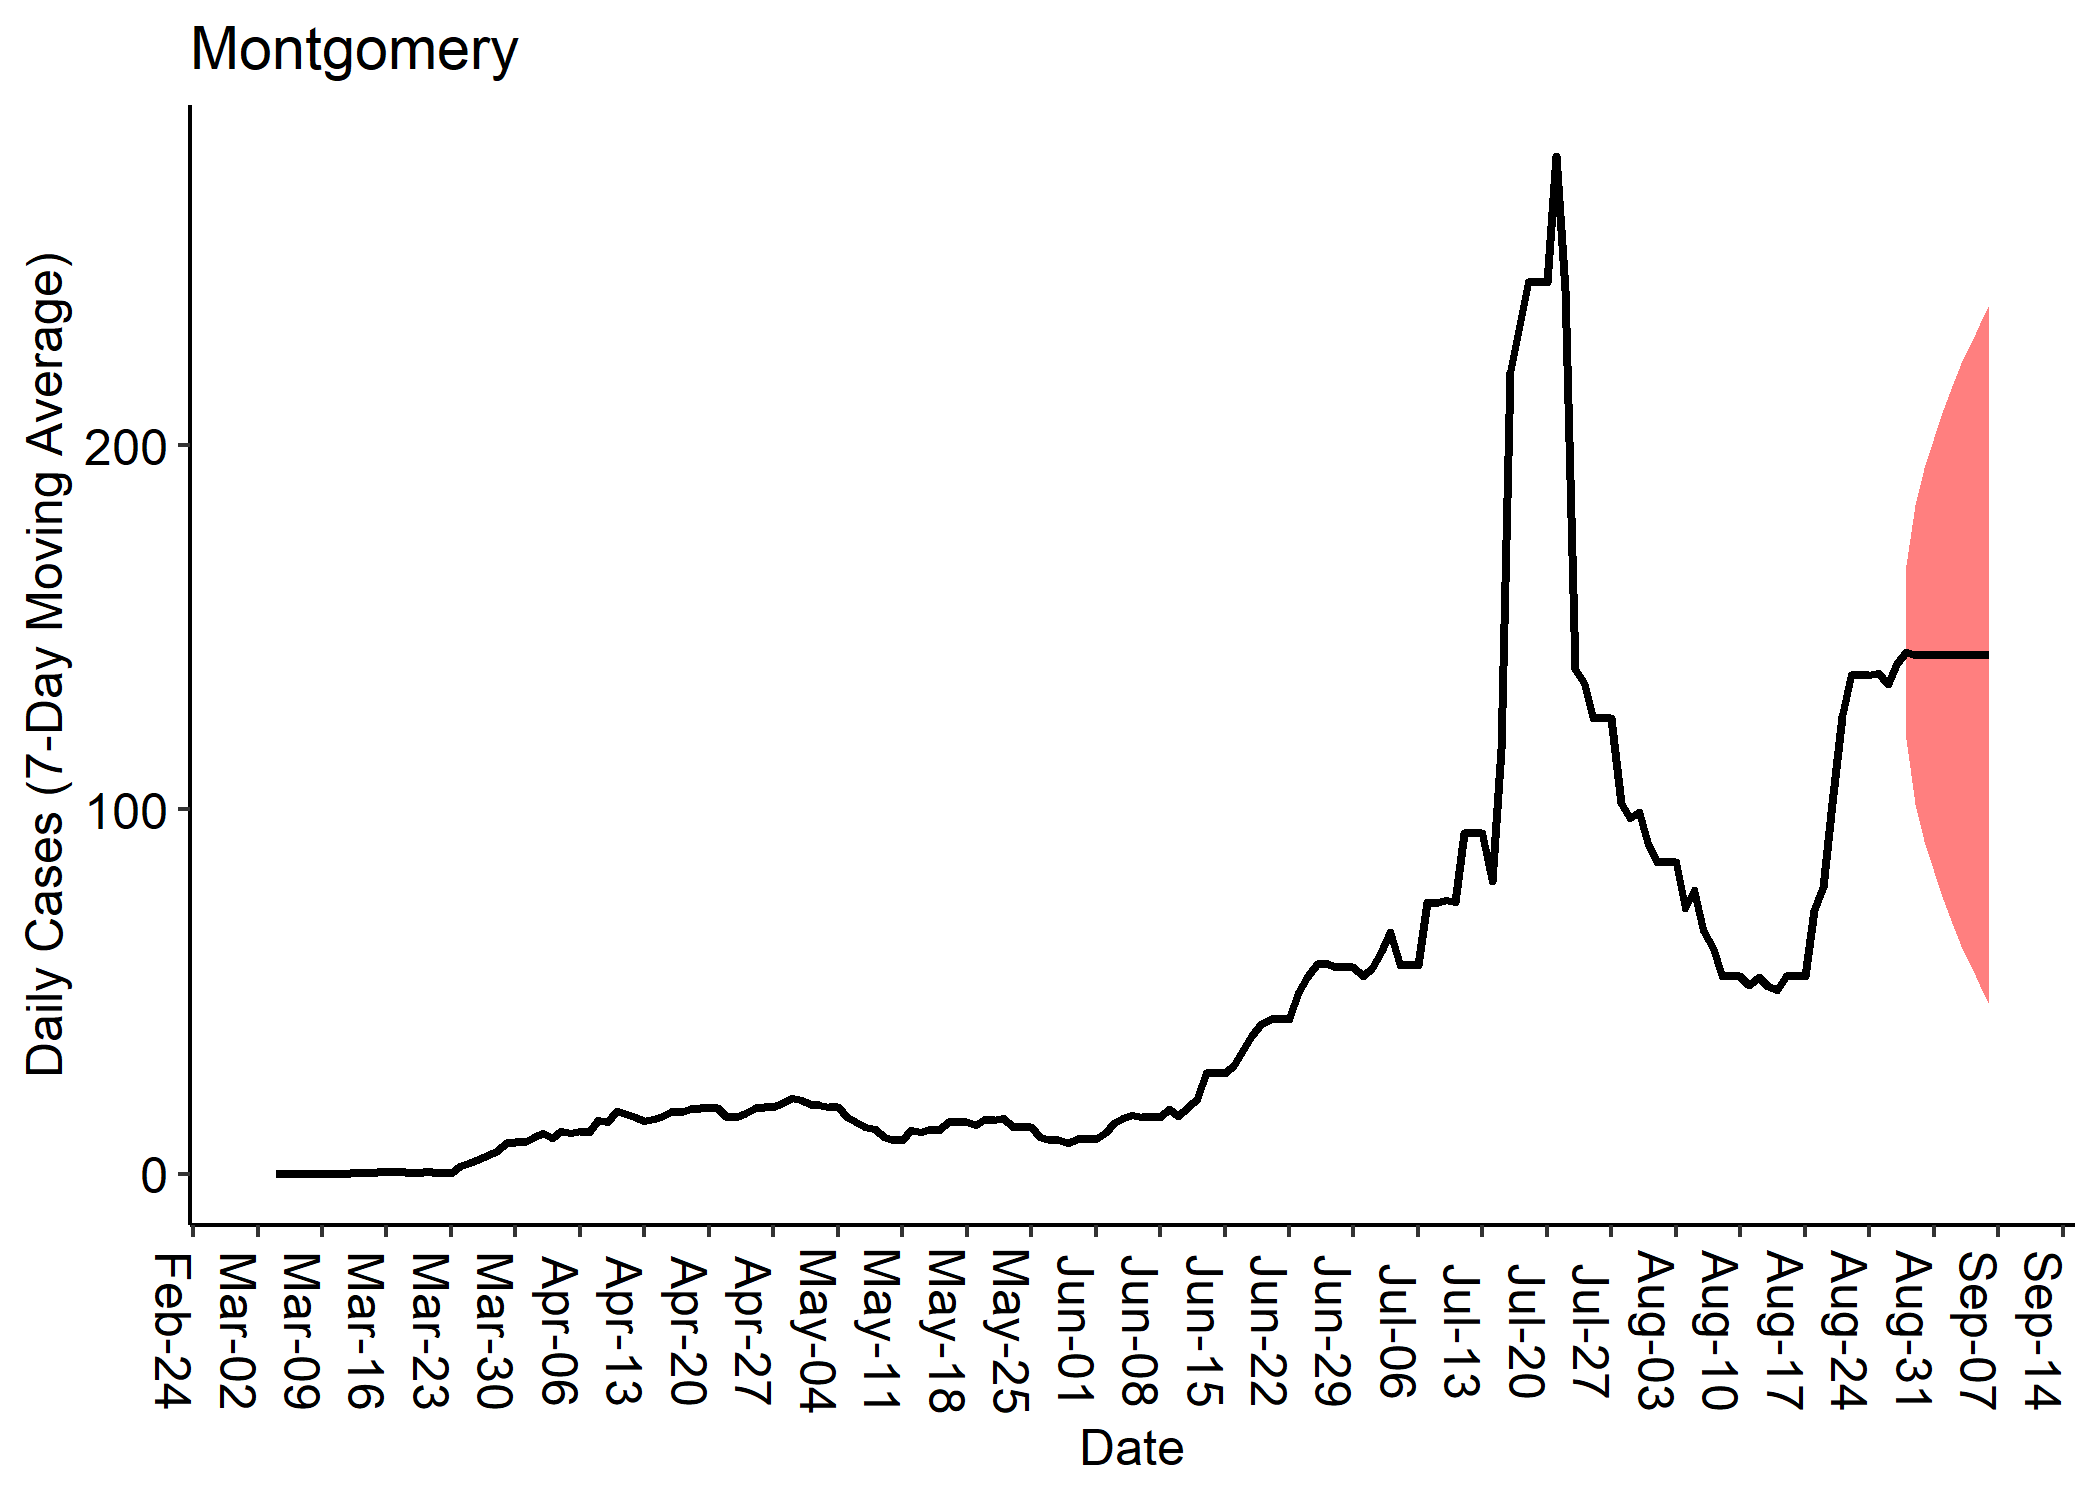 Montgomery
Daily Cases (7-Day Moving Average)
200
100
0
Feb-24
Mar-02
Mar-09
Mar-16
Mar-23
Mar-30
Apr-06
Apr-13
Apr-20
Apr-27
May-04
May-11
May-18
May-25
Jun-01
Jun-08
Jun-15
Jun-22
Jun-29
Jul-06
Jul-13
Jul-20
Jul-27
Aug-03
Aug-10
Aug-17
Aug-24
Aug-31
Sep-07
Sep-14
Date